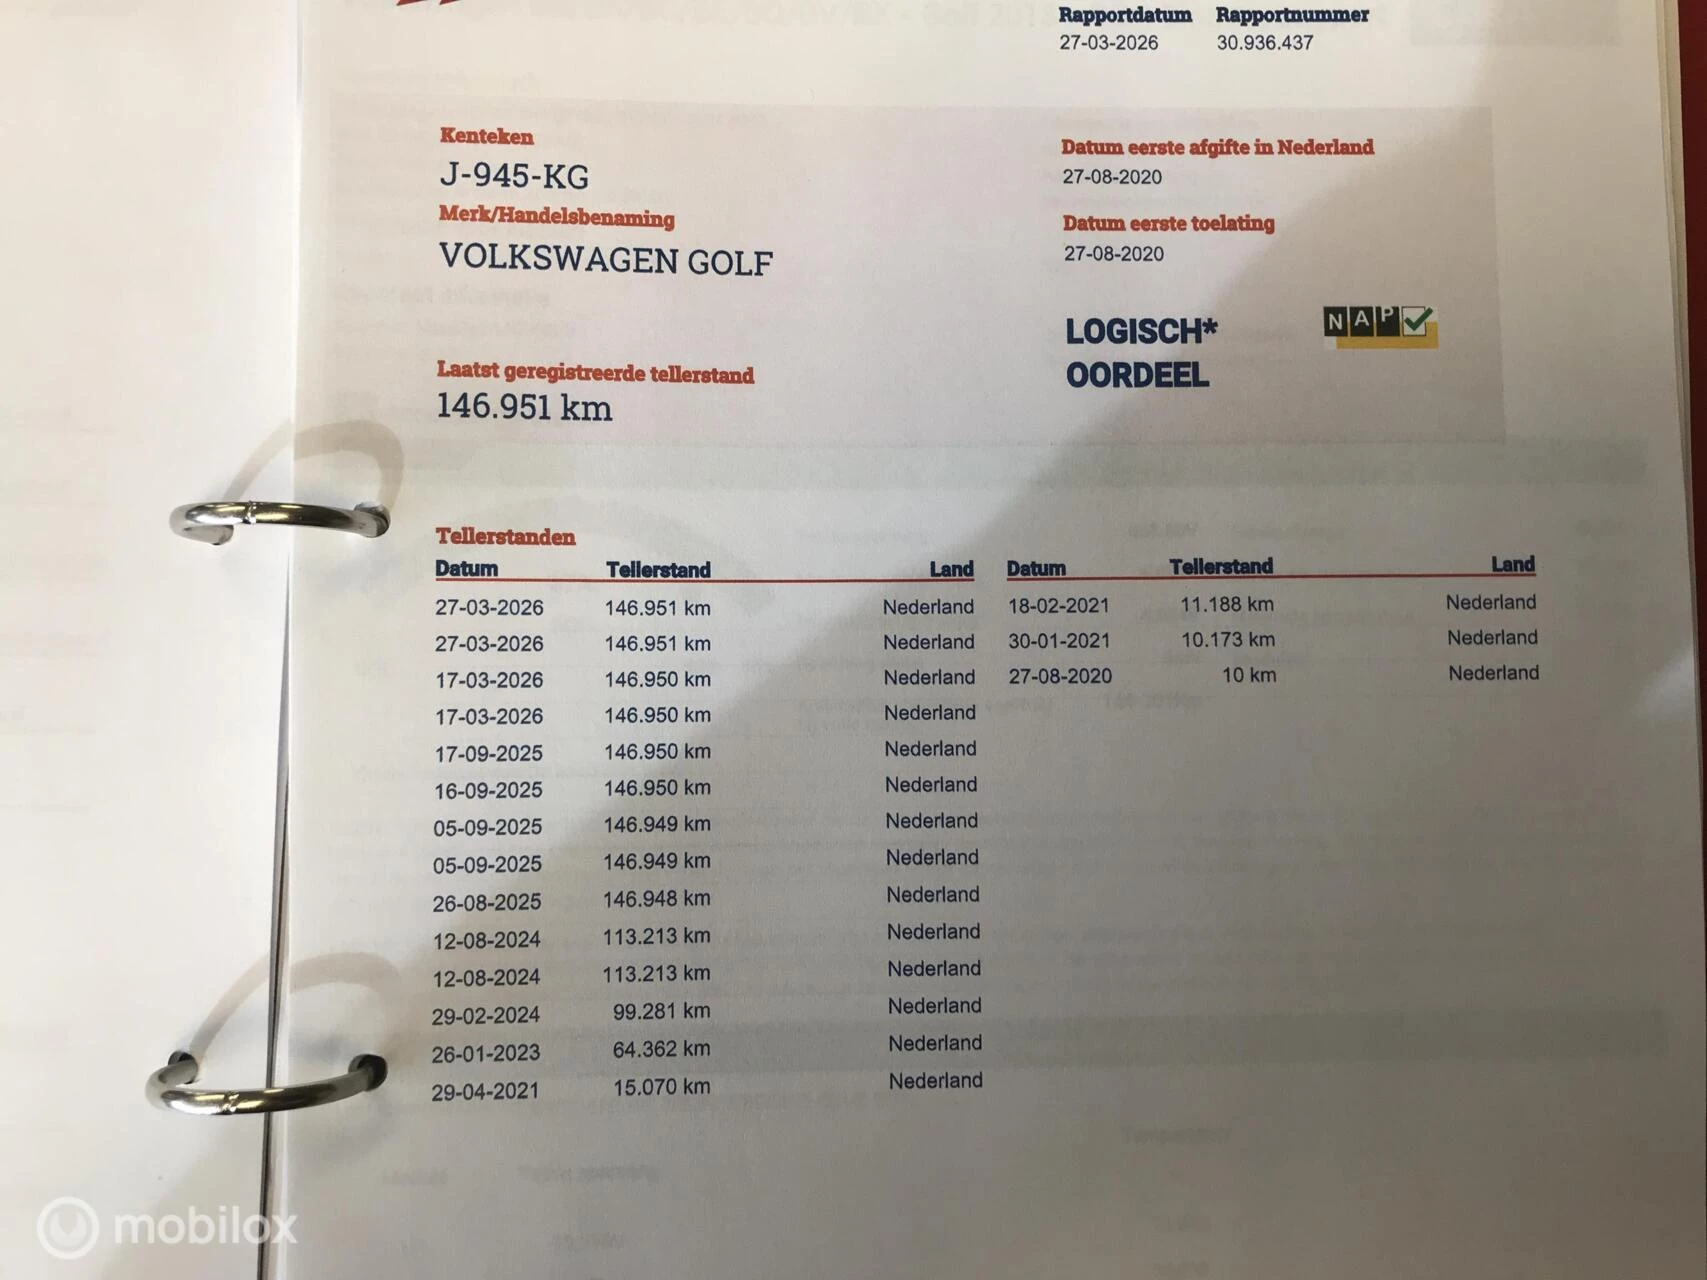 Rapportdatum Rapportnummer
27-03-2026 30.936.437
Kenteken
J-945-KG
Merk/Handelsbenaming
VOLKSWAGEN GOLF
Laatst geregistreerde tellerstand
146.951 km
Datum eerste afgifte in Nederland
27-08-2020
Datum eerste toelating
27-08-2020
LOGISCH*
OORDEEL
NAP
Tellerstanden
Datum Tellerstand Land
27-03-2026 146.951 km Nederland
27-03-2026 146.951 km Nederland
17-03-2026 146.950 km Nederland
17-03-2026 146.950 km Nederland
17-09-2025 146.950 km Nederland
16-09-2025 146.950 km Nederland
05-09-2025 146.949 km Nederland
05-09-2025 146.949 km Nederland
26-08-2025 146.948 km Nederland
12-08-2024 113.213 km Nederland
12-08-2024 113.213 km Nederland
29-02-2024 99.281 km Nederland
26-01-2023 64.362 km Nederland
29-04-2021 15.070 km Nederland
Datum Tellerstand Land
18-02-2021 11.188 km Nederland
30-01-2021 10.173 km Nederland
27-08-2020 10 km Nederland
mobilox